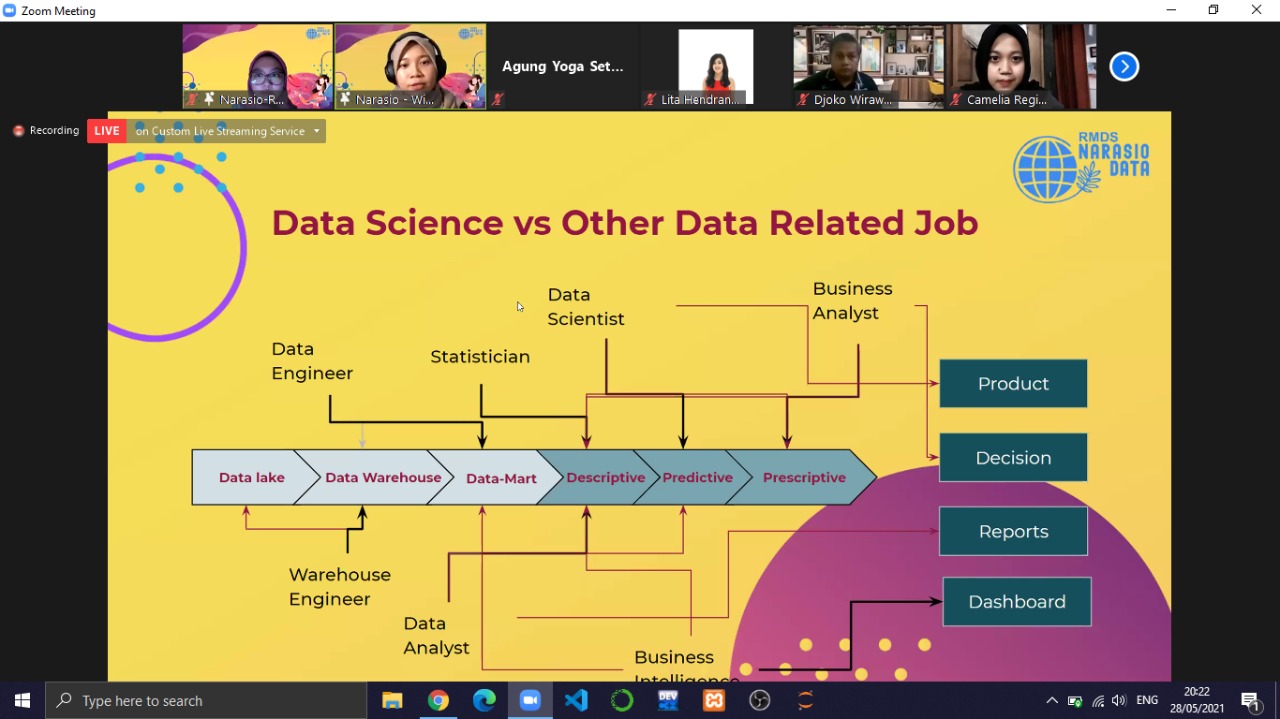 Zoom Meeting
Narasio-R...
Narasio - Wi...
Agung Yoga Set...
Lita Hendran...
Djoko Wiraw...
Camelia Regi...
Recording
LIVE
on Custom Live Streaming Service
RMDS
NARASIO
DATA
Data Science vs Other Data Related Job
Data
Scientist
Business
Analyst
Data
Engineer
Statistician
Product
Decision
Data lake
Data Warehouse
Data-Mart
Descriptive
Predictive
Prescriptive
Reports
Warehouse
Engineer
Dashboard
Data
Analyst
Business
Intelligence
Type here to search
DEV
ENG
20:22
28/05/2021
1